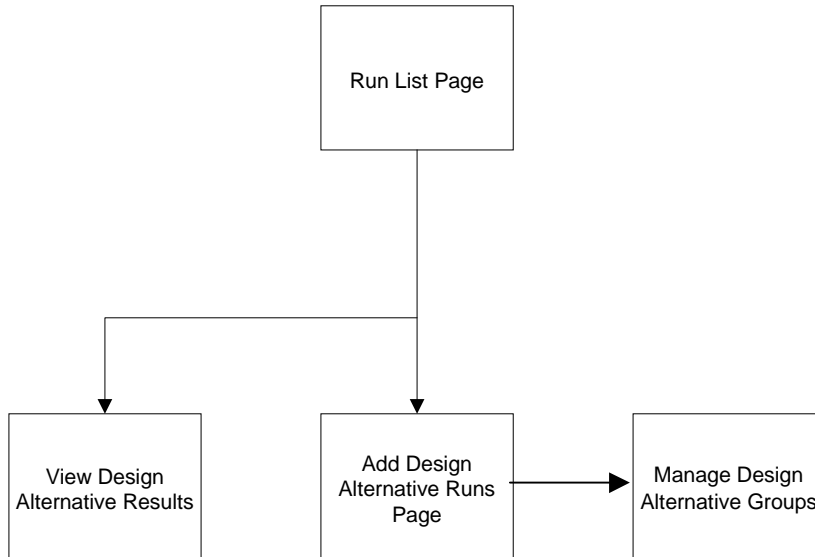 Run List Page
View Design
Alternative Results
Add Design
Alternative Runs
Page
Manage Design
Alternative Groups